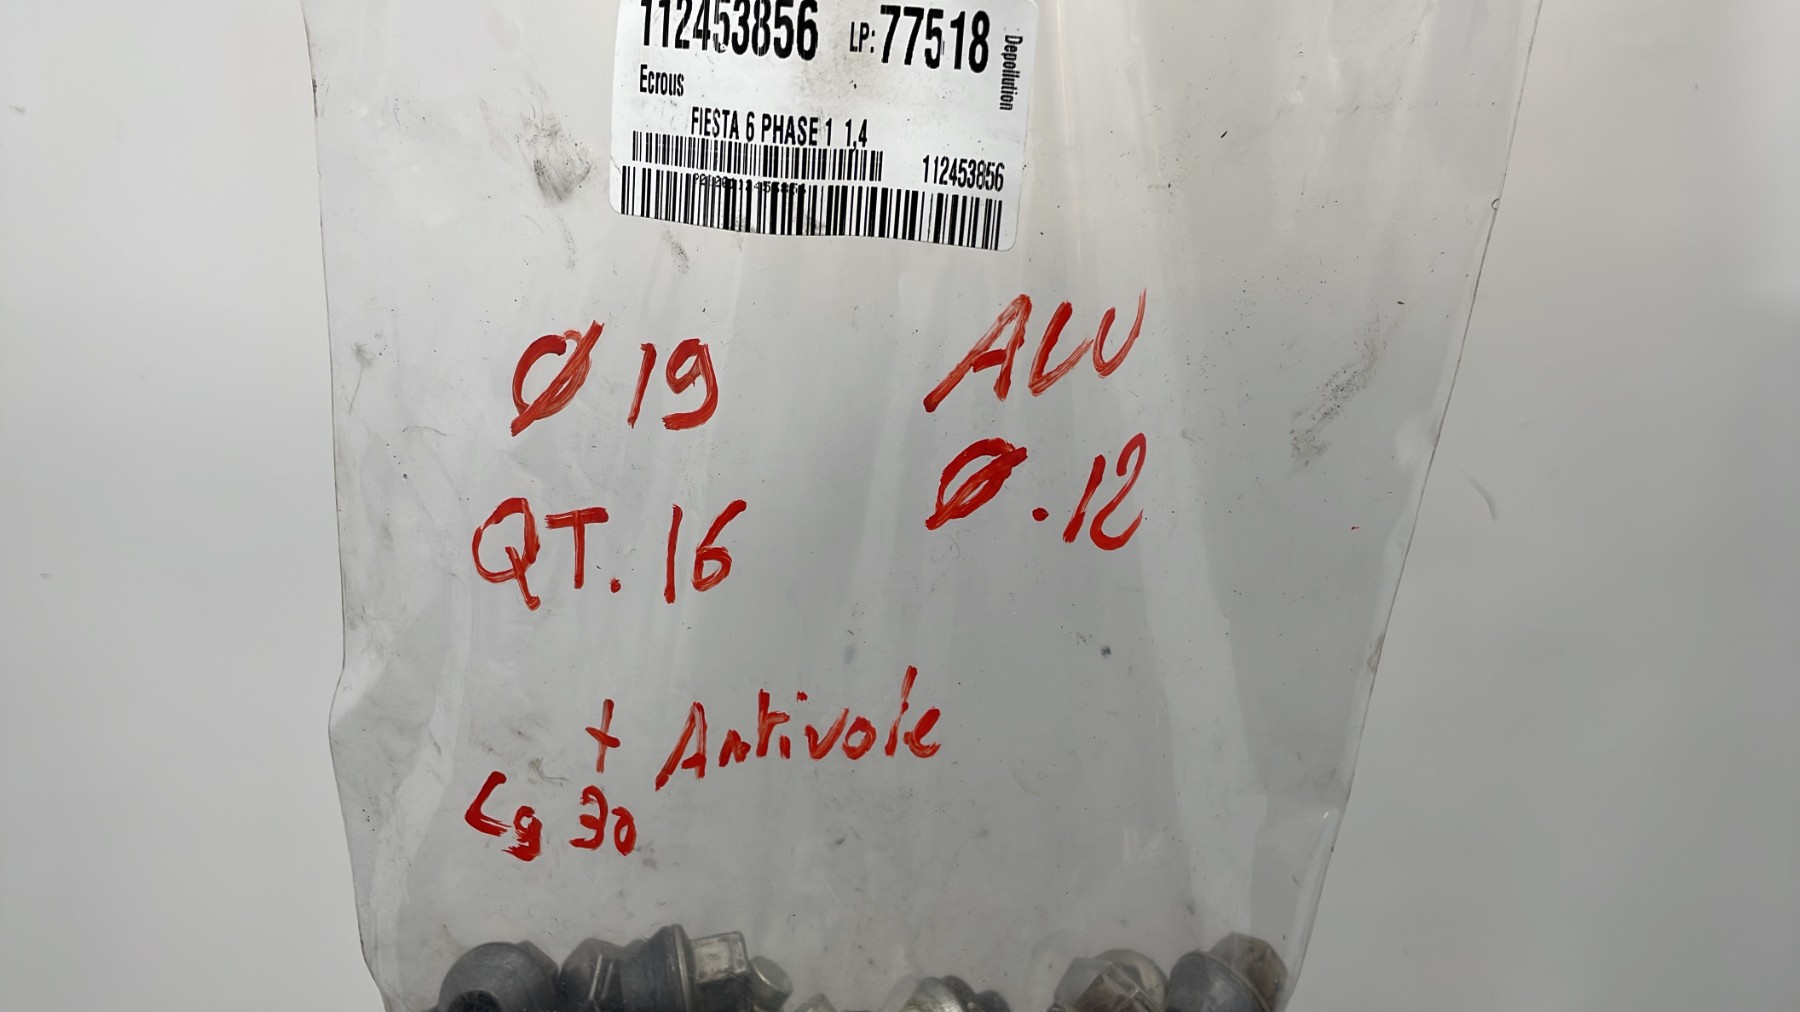 112453856 LP: 77518
Depollution
Ecrous
FIESTA 6 PHASE 1 1,4
112453856
Ø 19 ALU
Ø.12
QT. 16
+ Antivole
Lg 30